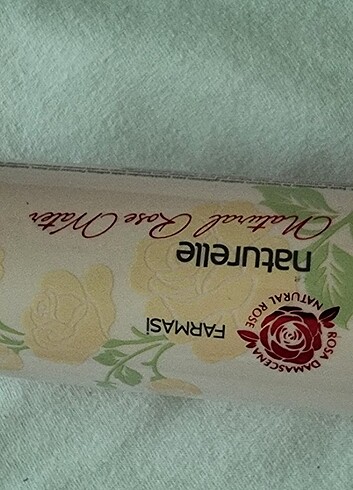 ROSA DAMASCENA
NATURAL ROSE
FARMASİ
naturelle
Natural Rose Water